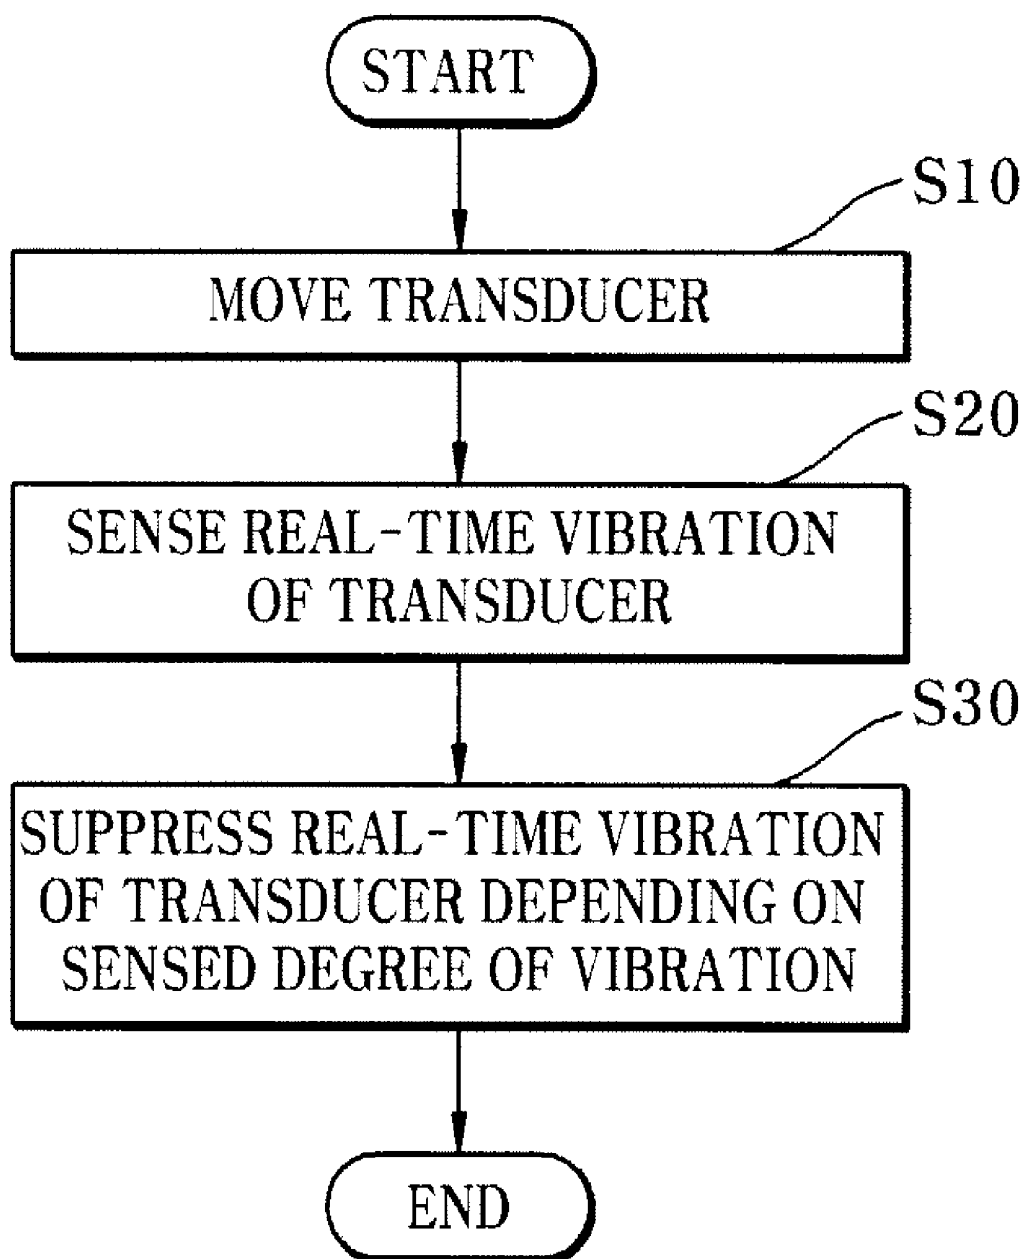 START
S10
MOVE TRANSDUCER
S20
SENSE REAL-TIME VIBRATION
OF TRANSDUCER
S30
SUPPRESS REAL-TIME VIBRATION
OF TRANSDUCER DEPENDING ON
SENSED DEGREE OF VIBRATION
END